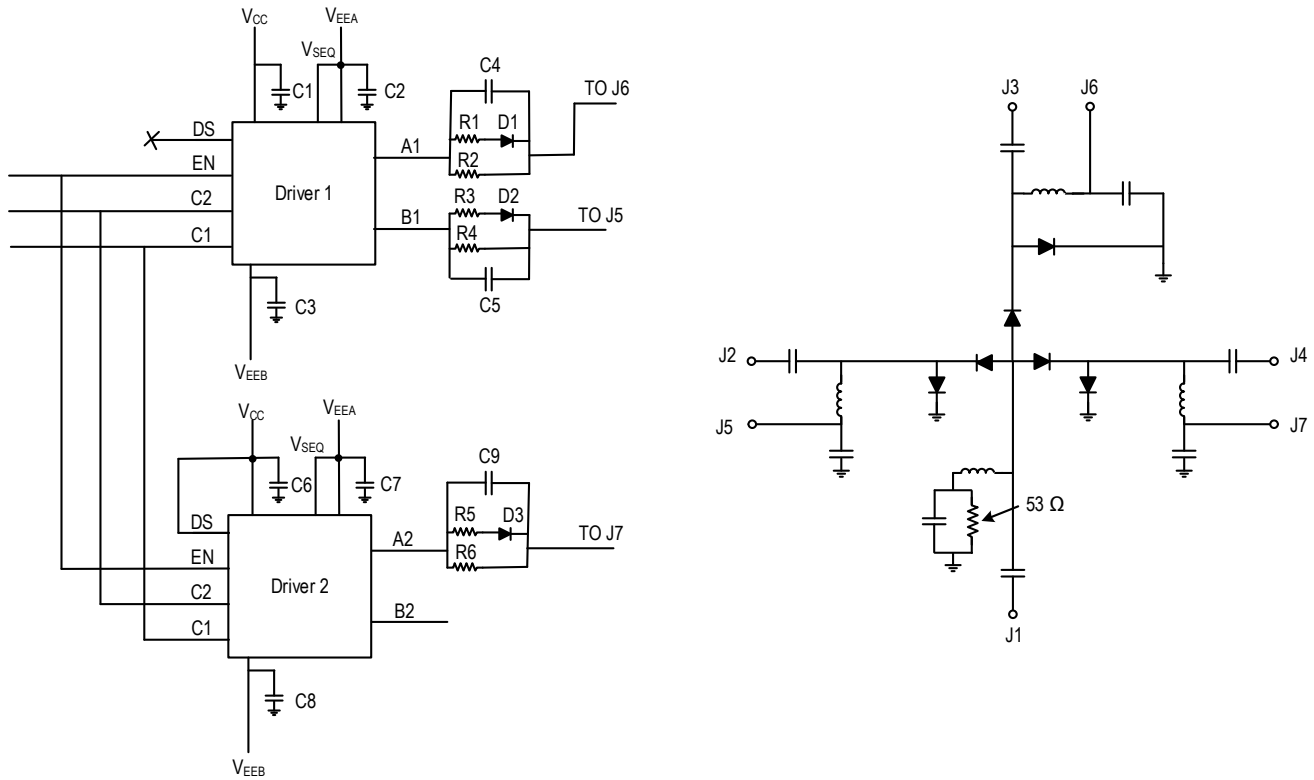 VCC
VEEA
VSEQ
C1
C2
C4
TO J6
R1
D1
DS
A1
R2
EN
Driver 1
C2
R3
D2
B1
TO J5
C1
R4
C3
C5
VEEB
VCC
VEEA
VSEQ
C9
C6
C7
R5
D3
DS
TO J7
A2
R6
EN
Driver 2
C2
B2
C1
C8
VEEB
J3
J6
J2
J4
J5
J7
53 Ω
J1